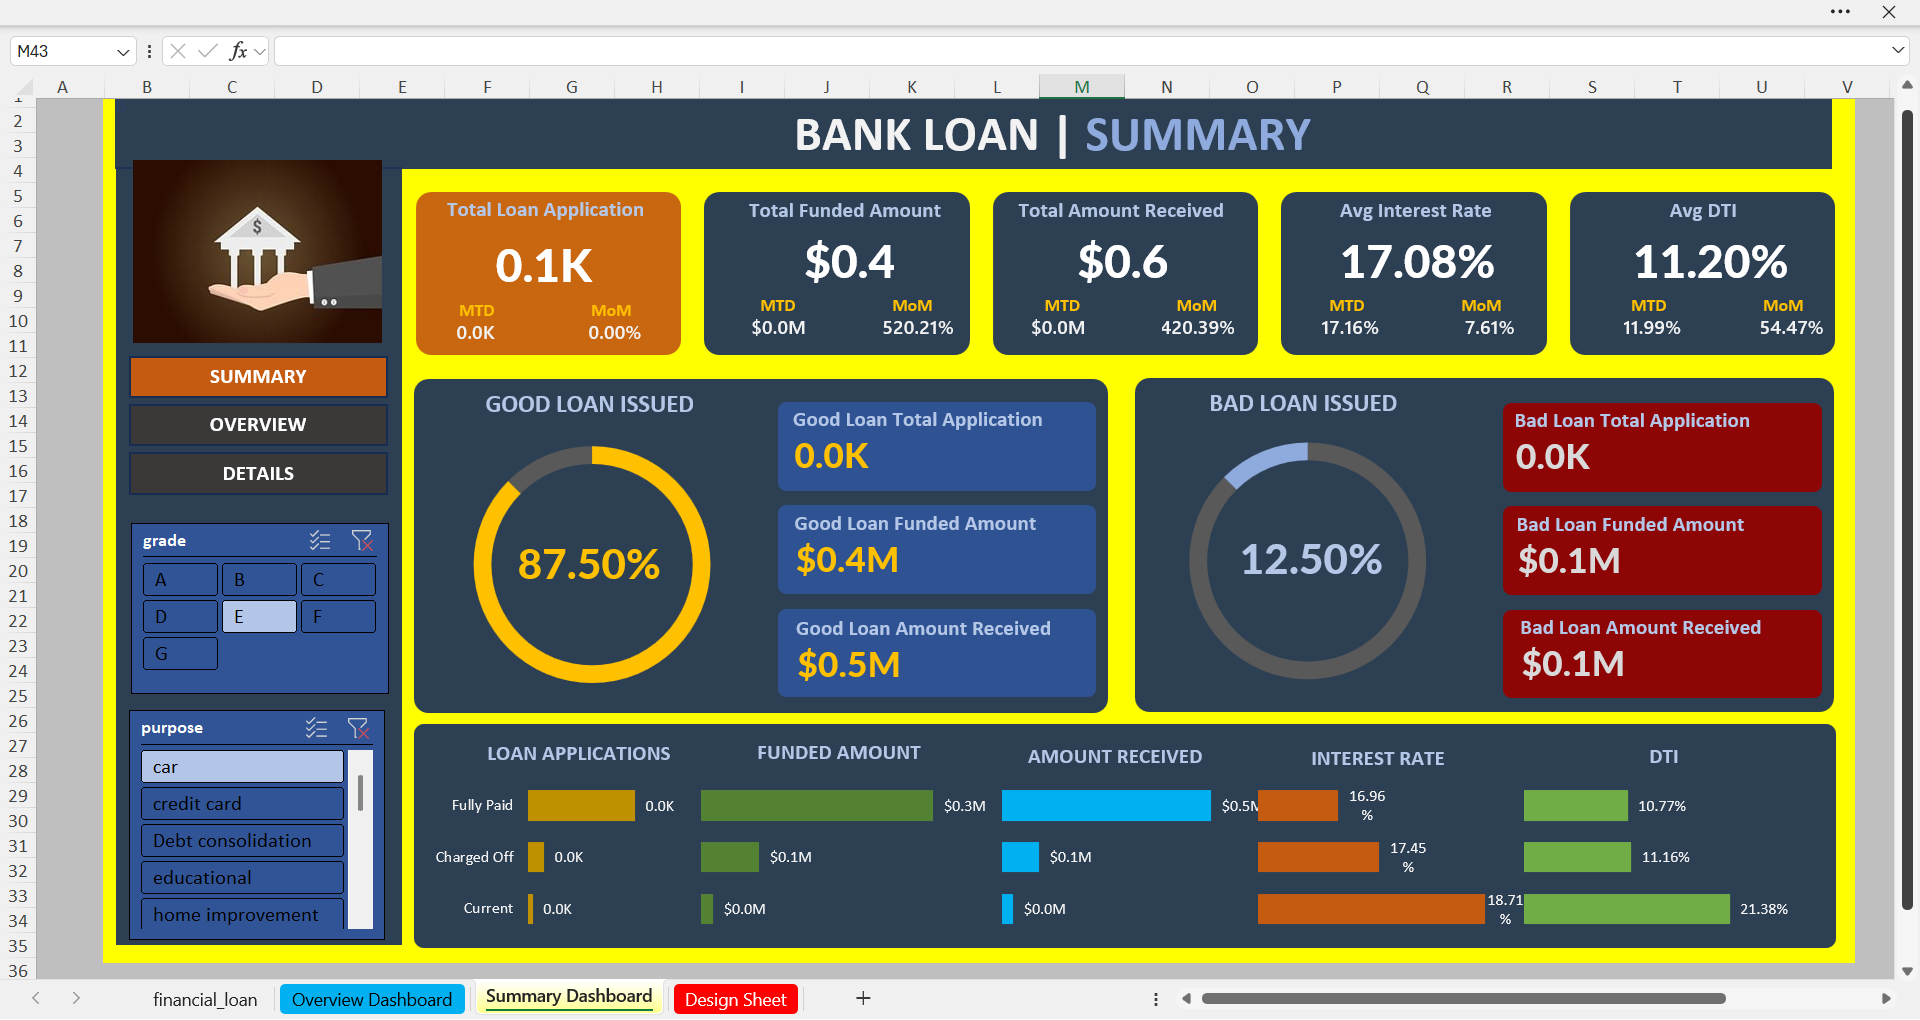 M43
fx
A B C D E F G H I J K L M N O P Q R S T U V
1
2
3
4
5
6
7
8
9
10
11
12
13
14
15
16
17
18
19
20
21
22
23
24
25
26
27
28
29
30
31
32
33
34
35
36
BANK LOAN | SUMMARY
$
SUMMARY
OVERVIEW
DETAILS
grade
A B C
D E F
G
purpose
car
credit card
Debt consolidation
educational
home improvement
Total Loan Application
0.1K
MTD MoM
0.0K 0.00%
Total Funded Amount
$0.4
MTD MoM
$0.0M 520.21%
Total Amount Received
$0.6
MTD MoM
$0.0M 420.39%
Avg Interest Rate
17.08%
MTD MoM
17.16% 7.61%
Avg DTI
11.20%
MTD MoM
11.99% 54.47%
GOOD LOAN ISSUED
87.50%
Good Loan Total Application
0.0K
Good Loan Funded Amount
$0.4M
Good Loan Amount Received
$0.5M
BAD LOAN ISSUED
12.50%
Bad Loan Total Application
0.0K
Bad Loan Funded Amount
$0.1M
Bad Loan Amount Received
$0.1M
LOAN APPLICATIONS
Fully Paid 0.0K
Charged Off 0.0K
Current 0.0K
FUNDED AMOUNT
$0.3M
$0.1M
$0.0M
AMOUNT RECEIVED
$0.5M
$0.1M
$0.0M
INTEREST RATE
16.96
%
17.45
%
18.71
%
DTI
10.77%
11.16%
21.38%
financial_loan Overview Dashboard Summary Dashboard Design Sheet